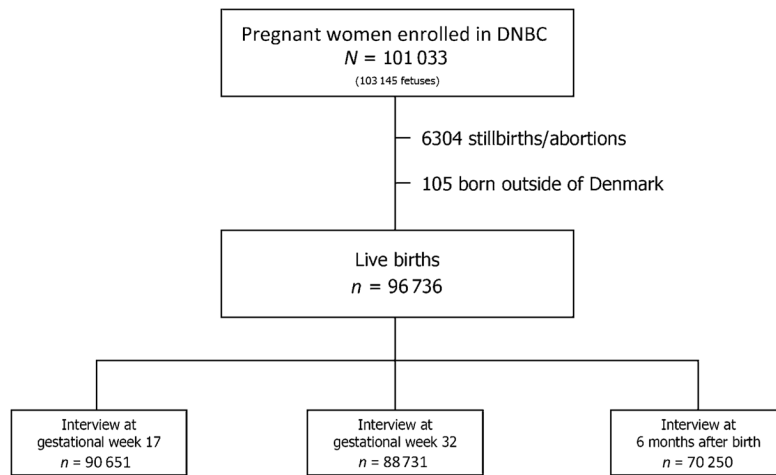 Pregnant women enrolled in DNBC
N = 101 033
(103 145 fetuses)
6304 stillbirths/abortions
105 born outside of Denmark
Live births
n = 96 736
Interview at
gestational week 17
n = 90 651
Interview at
gestational week 32
n = 88 731
Interview at
6 months after birth
n = 70 250